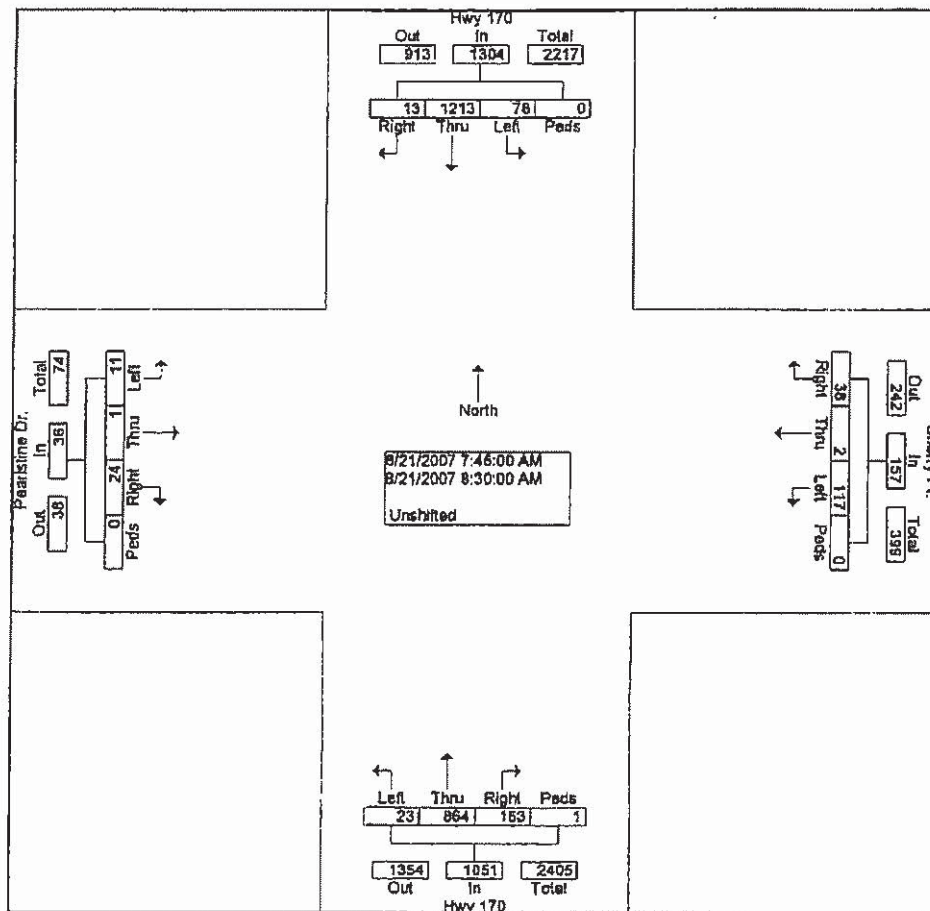 Hwy 170
Out In Total
913 1304 2217
13 1213 78 0
Right Thru Left Peds
Pearlstine Dr.
Total In Out
74 36 38
11 1 24 0
Left Thru Right Peds
North
8/21/2007 7:45:00 AM
8/21/2007 8:30:00 AM
Unshifted
Right Thru Left Peds
38 2 117 0
242 157 399
Out In Total
Left Thru Right Peds
23 864 163 1
1354 1051 2405
Out In Total
Hwy 170